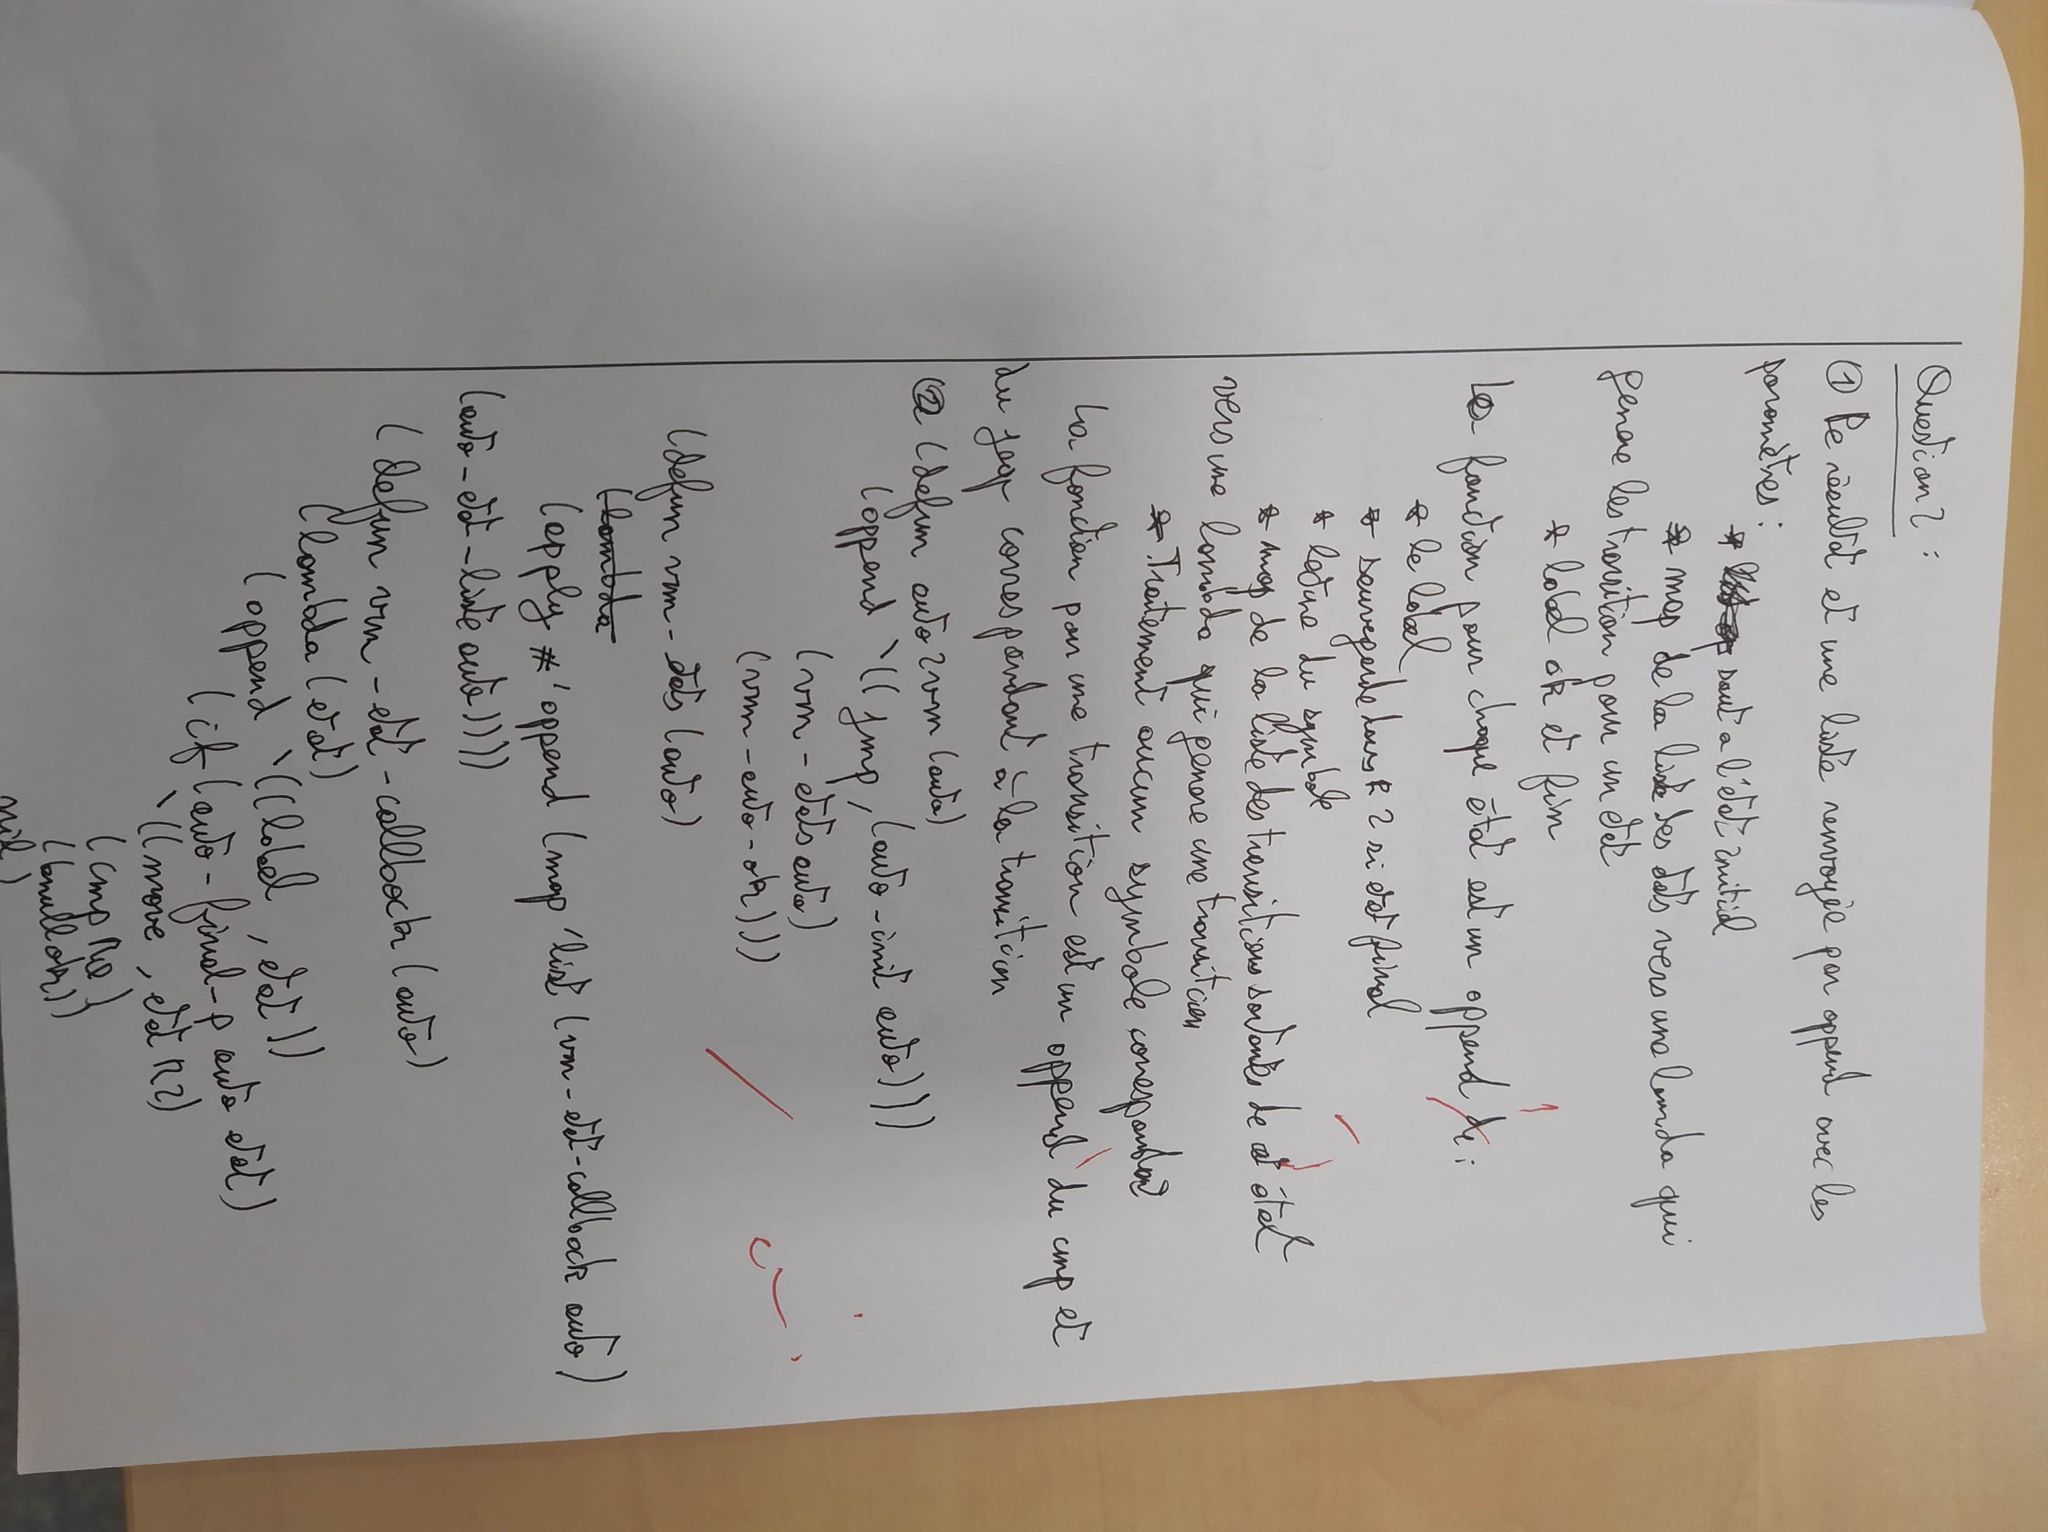 Question 2 :
① Le résultat et une liste renvoyée par append avec les
paramètres :
* saut a l'état initial
* map de la liste des états vers une lamda qui
genere les transition pour un état
* label ok et fin
La fonction pour chaque état est un append de :
* le label
* sauvegarde dans R2 si état final
* lecture du symbole
* map de la liste des transitions sortantes de cet état
vers une lambda qui genere une transition
* Traitement aucun symbole correspondant
La fonction pour une transition est un append du cmp et
du jeq correspondant à la transition
② (defun auto2vm (auto)
(append `((jmp ,(auto-init auto)))
(vm-etats auto)
(vm-auto-ok)))
(defun vm-etats (auto)
(lambda
(apply #'append (map 'list (vm-etat-callback auto)
(auto-etat-liste auto))))
(defun vm-etat-callback (auto)
(lambda (etat)
(append `((label ,etat))
(if (auto-final-p auto etat)
`((move ,etat R2)
(cmp R0)
(bnull ok))
nil)